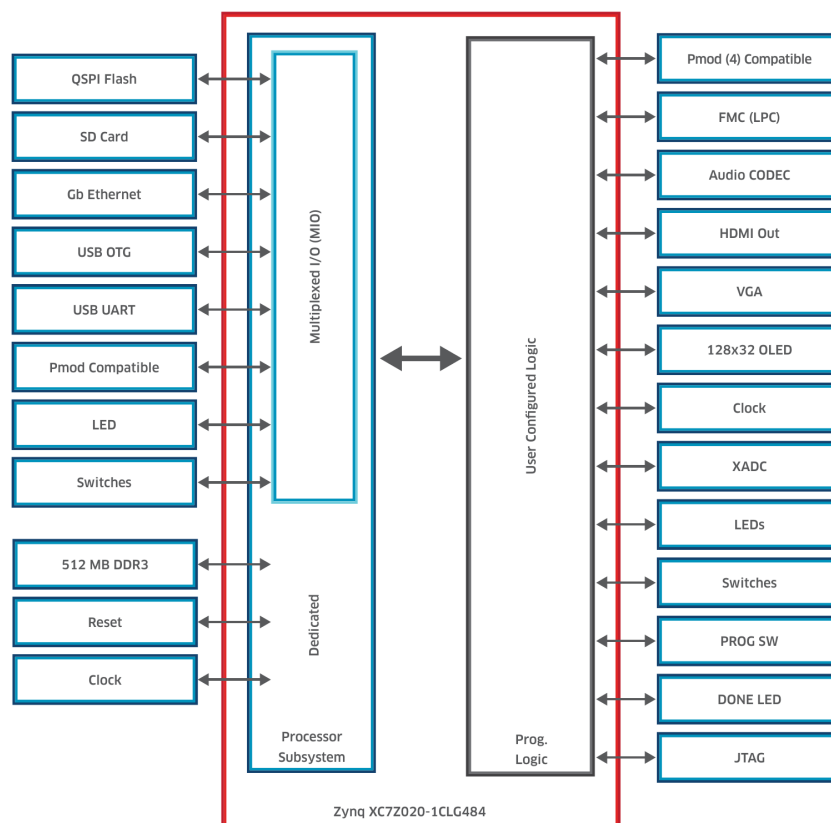 QSPI Flash
SD Card
Gb Ethernet
USB OTG
USB UART
Pmod Compatible
LED
Switches
512 MB DDR3
Reset
Clock
Multiplexed I/O (MIO)
Dedicated
Processor
Subsystem
User Configured Logic
Prog.
Logic
Pmod (4) Compatible
FMC (LPC)
Audio CODEC
HDMI Out
VGA
128x32 OLED
Clock
XADC
LEDs
Switches
PROG SW
DONE LED
JTAG
Zynq XC7Z020-1CLG484